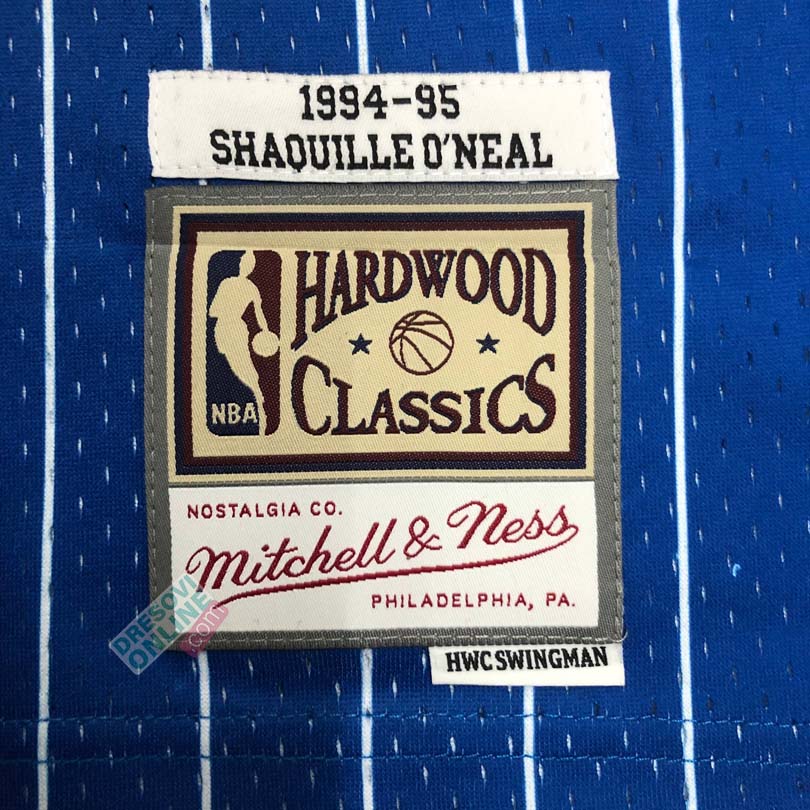 1994-95
SHAQUILLE O'NEAL
HARDWOOD
CLASSICS
NBA
NOSTALGIA CO.
Mitchell & Ness
PHILADELPHIA, PA.
DRESOVI
ONLINE
.com
HWC SWINGMAN